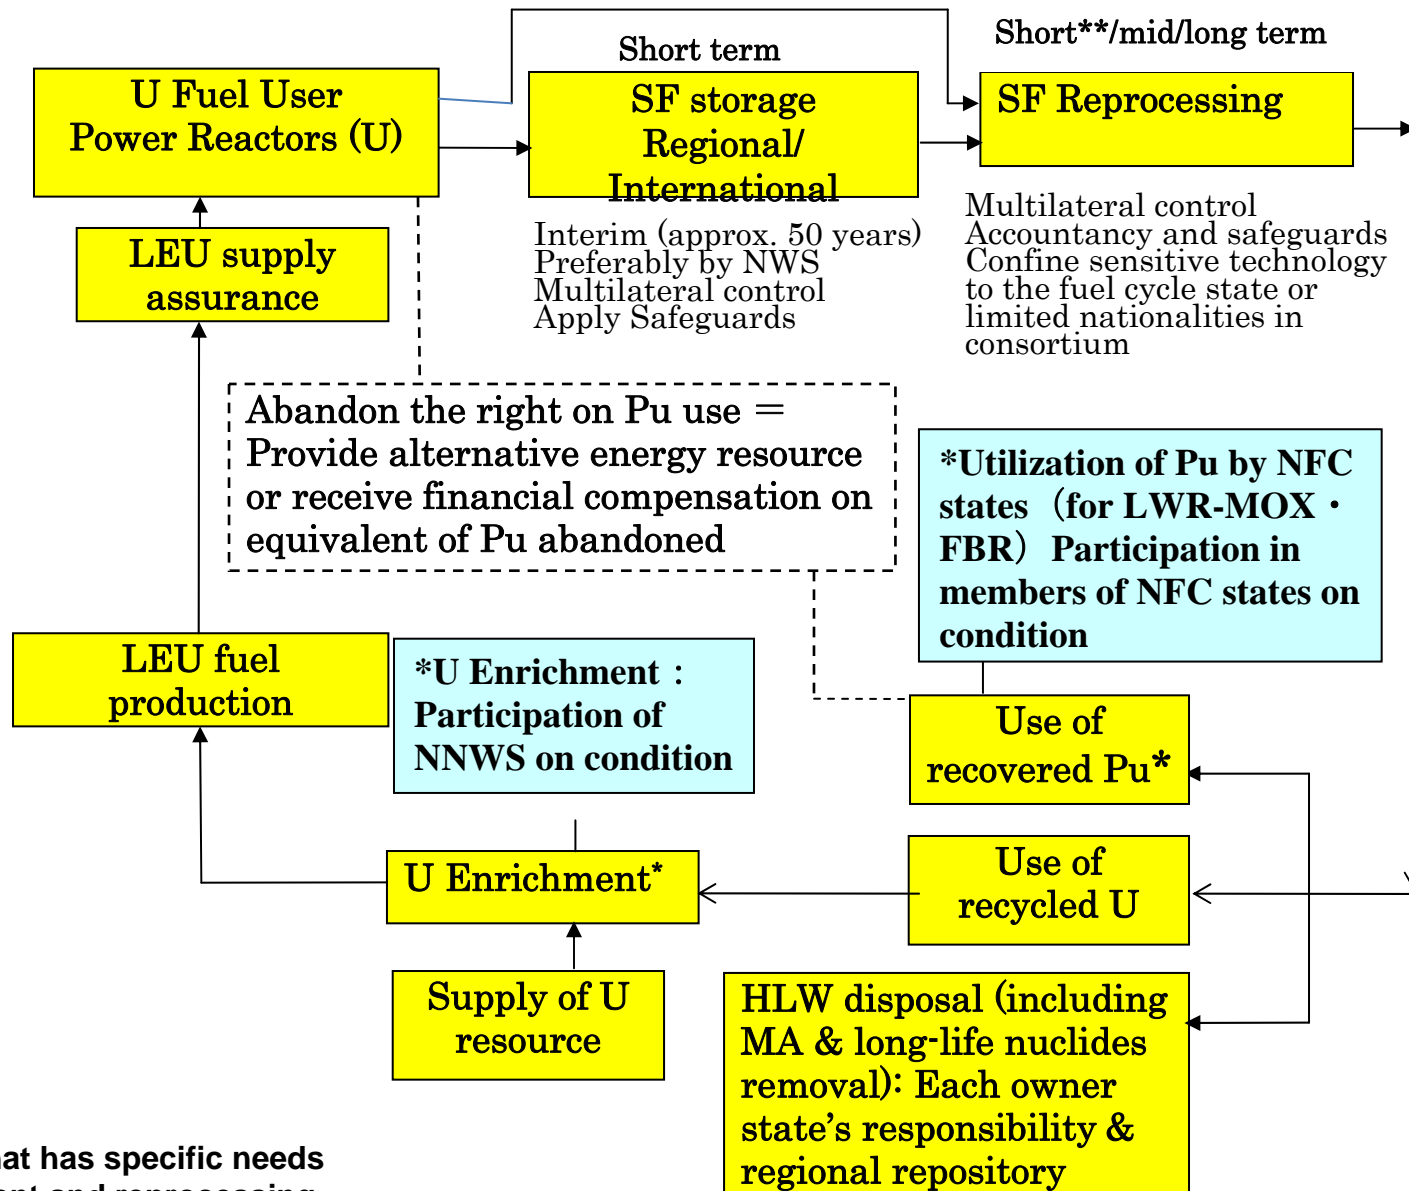 Short**/mid/long term
Short term
U Fuel User
Power Reactors (U)
SF storage
Regional/
International
SF Reprocessing
Interim (approx. 50 years)
Preferably by NWS
Multilateral control
Apply Safeguards
Multilateral control
Accountancy and safeguards
Confine sensitive technology
to the fuel cycle state or
limited nationalities in
consortium
LEU supply
assurance
Abandon the right on Pu use =
Provide alternative energy resource
or receive financial compensation on
equivalent of Pu abandoned
*Utilization of Pu by NFC
states (for LWR-MOX・
FBR) Participation in
members of NFC states on
condition
LEU fuel
production
*U Enrichment :
Participation of
NNWS on condition
Use of
recovered Pu*
U Enrichment*
Use of
recycled U
Supply of U
resource
HLW disposal (including
MA & long-life nuclides
removal): Each owner
state's responsibility &
regional repository
has specific needs
and reprocessing